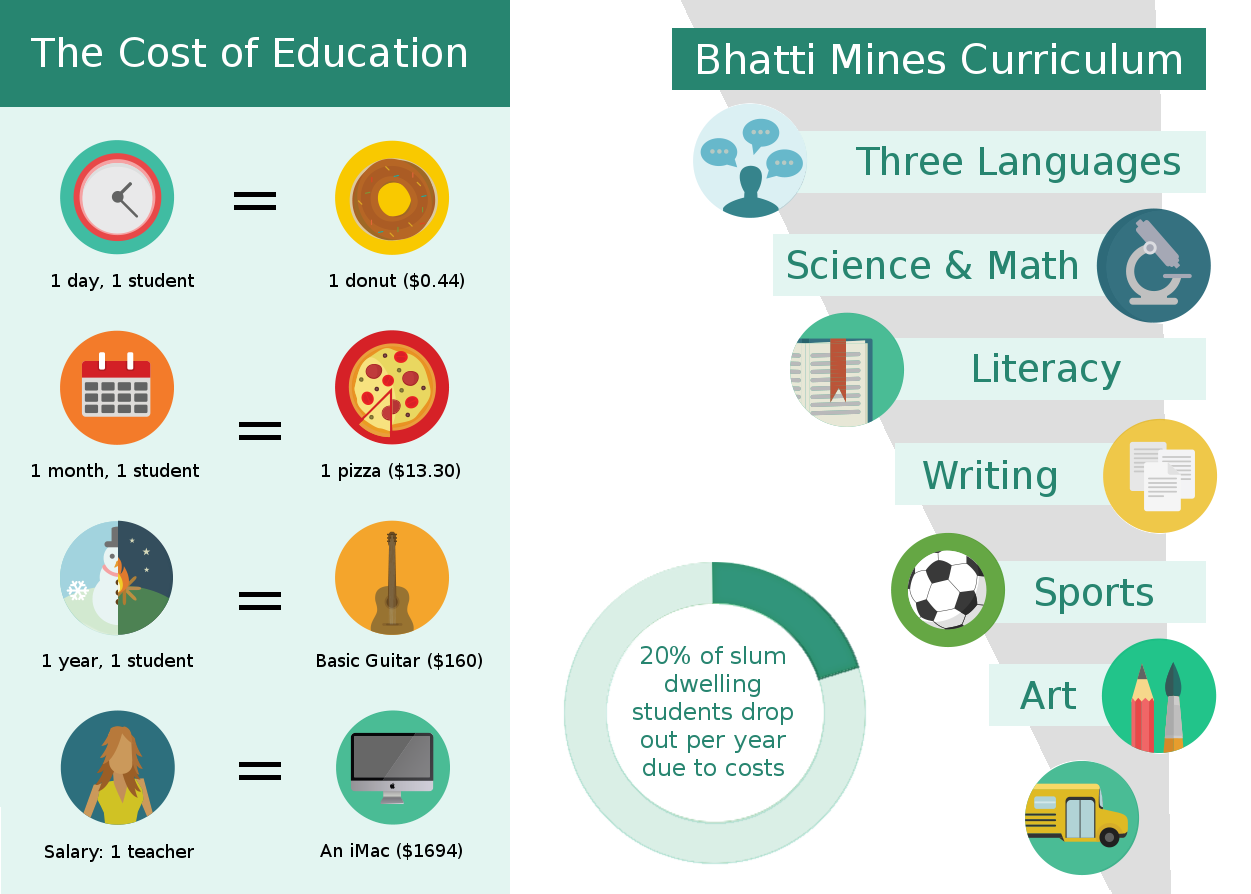 The Cost of Education
1 day, 1 student
1 donut ($0.44)
1 month, 1 student
1 pizza ($13.30)
1 year, 1 student
Basic Guitar ($160)
Salary: 1 teacher
An iMac ($1694)
Bhatti Mines Curriculum
Three Languages
Science & Math
Literacy
Writing
Sports
Art
20% of slum
dwelling
students drop
out per year
due to costs